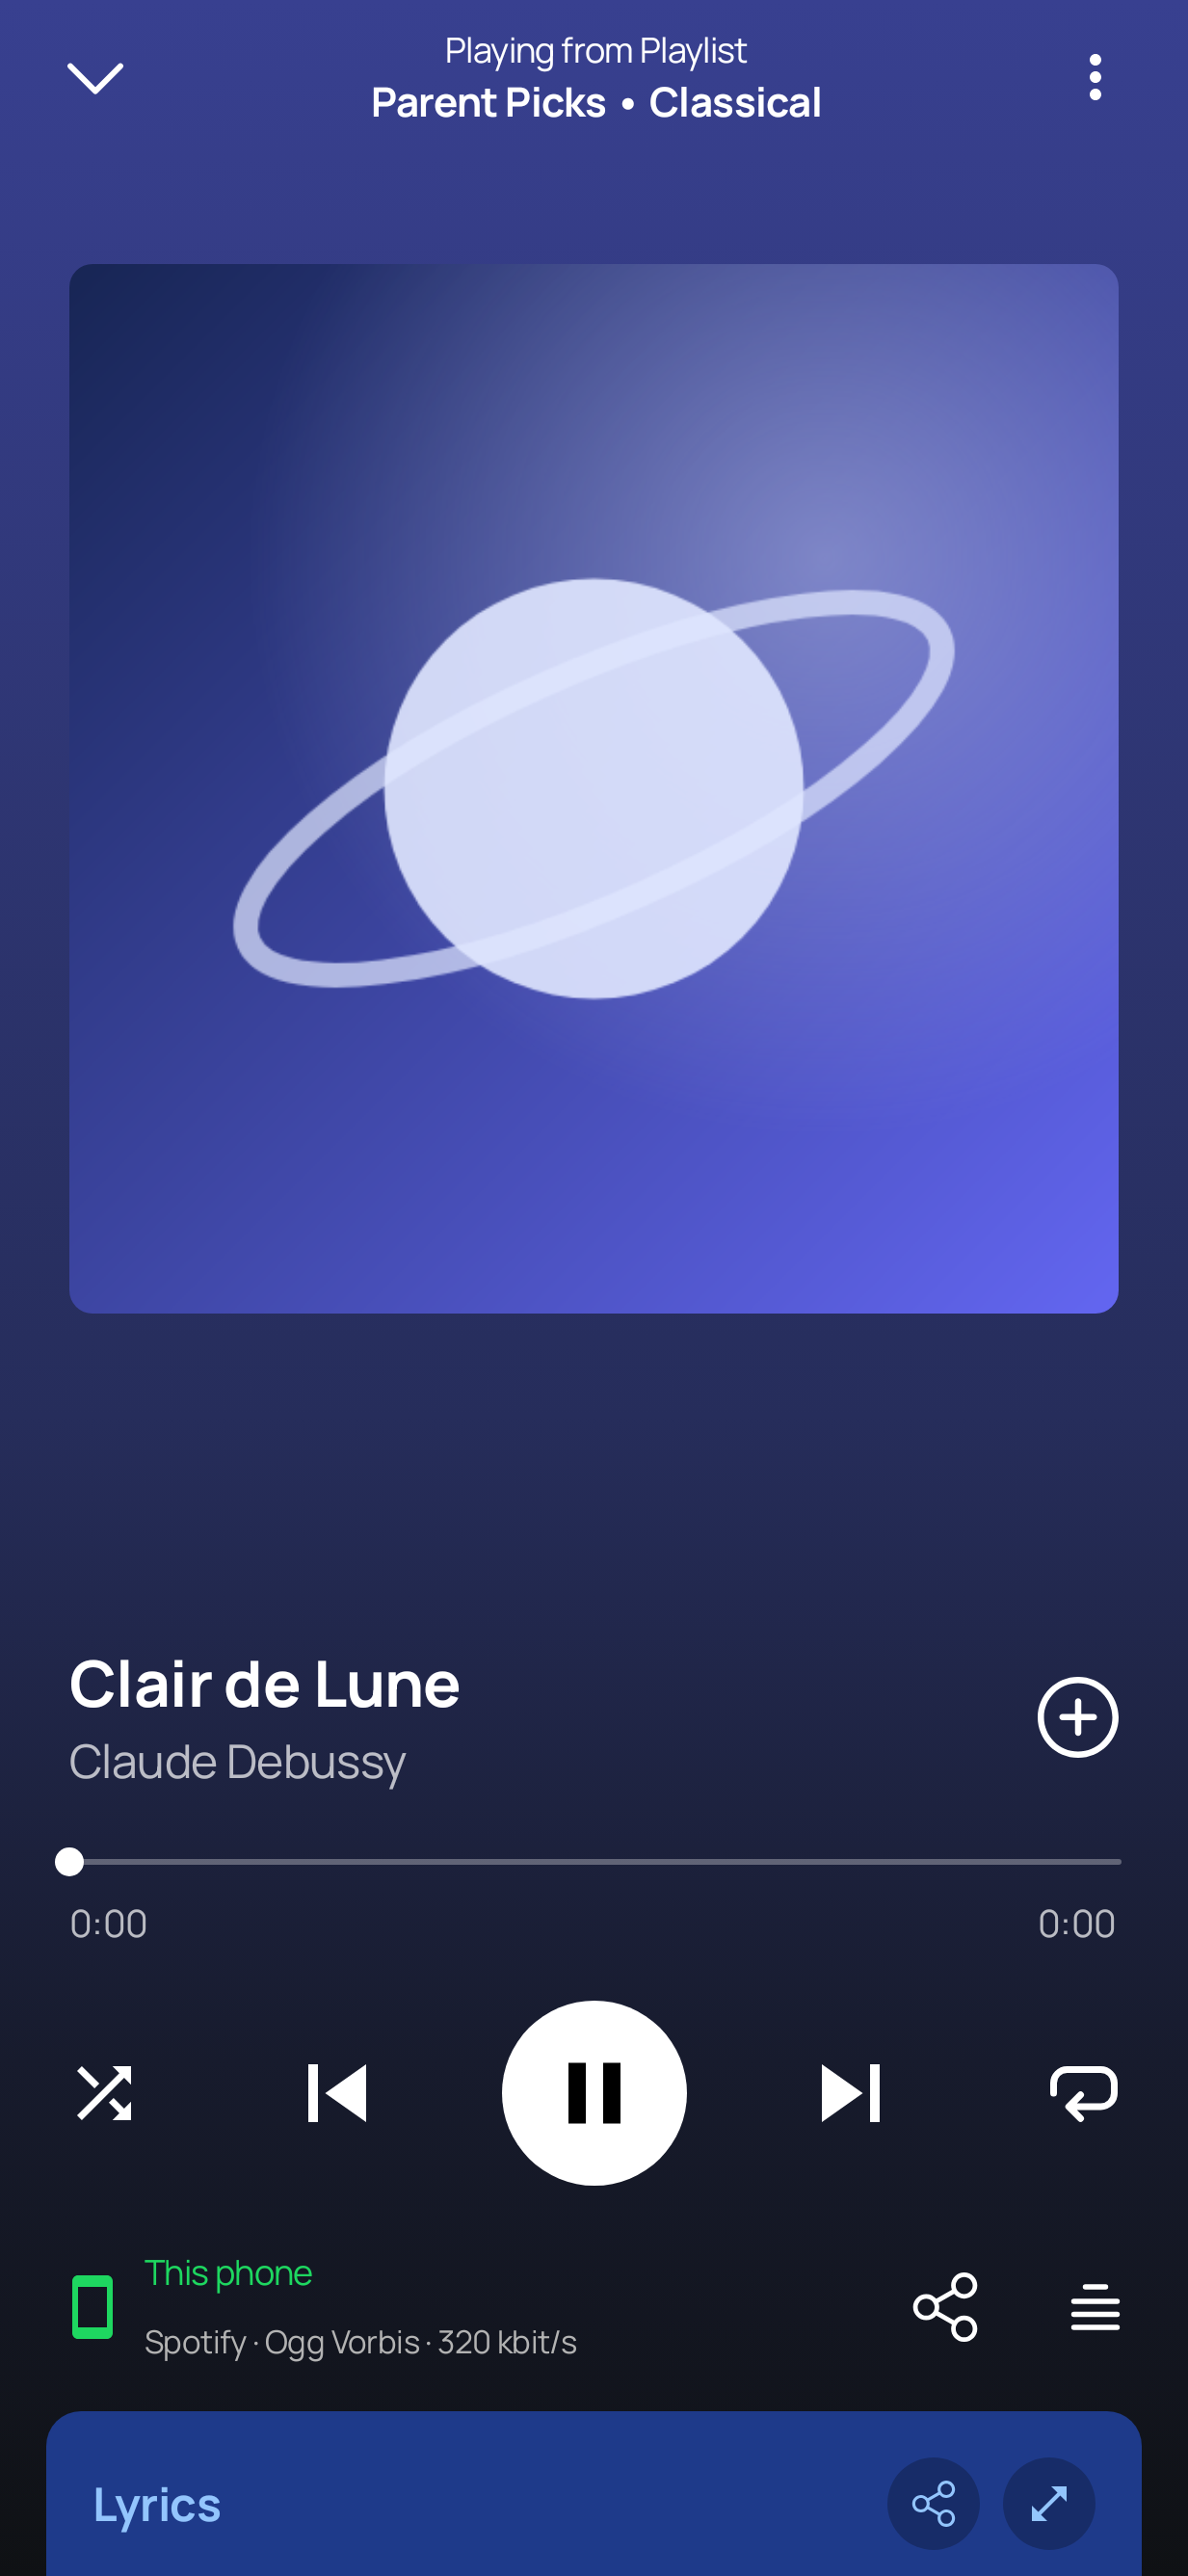 Playing from Playlist
Parent Picks • Classical
Clair de Lune
Claude Debussy
0:00
0:00
This phone
Spotify · Ogg Vorbis · 320 kbit/s
Lyrics